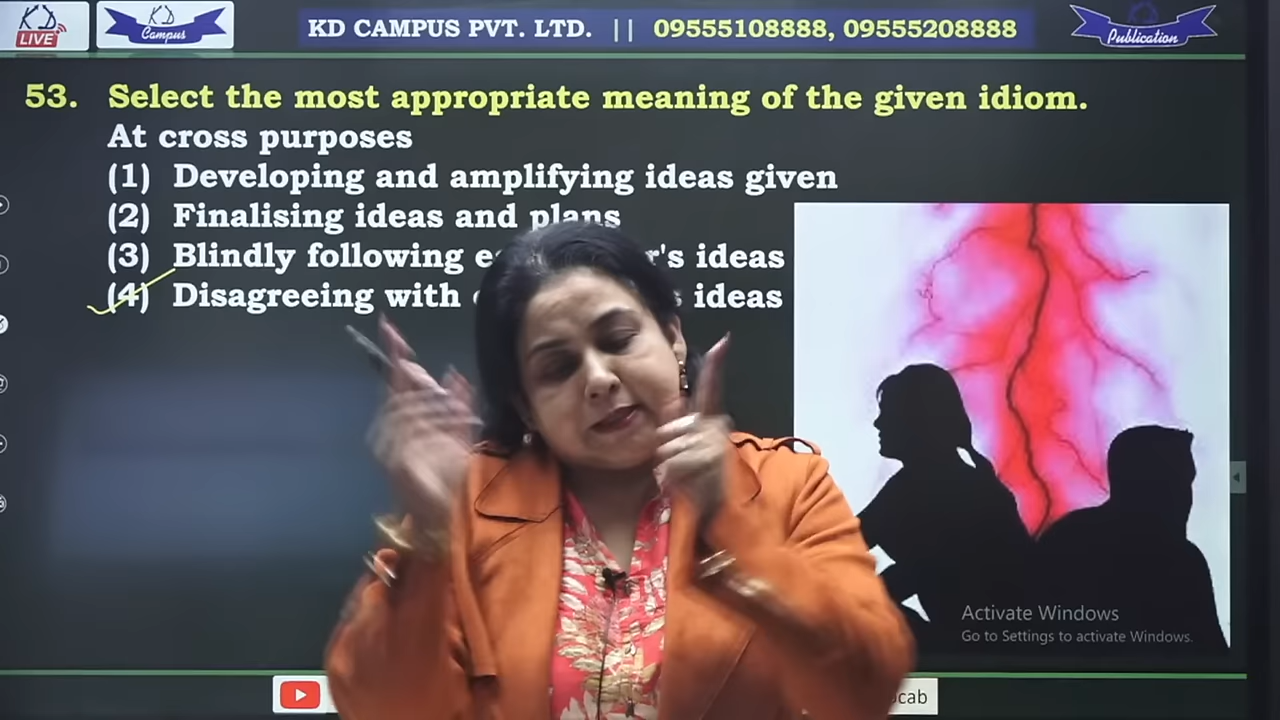 KD
LIVE
KD
Campus
KD CAMPUS PVT. LTD. || 09555108888, 09555208888
Publication
53. Select the most appropriate meaning of the given idiom.
At cross purposes
(1) Developing and amplifying ideas given
(2) Finalising ideas and plans
(3) Blindly following 's ideas
(4) Disagreeing with ideas
Activate Windows
Go to Settings to activate Windows.